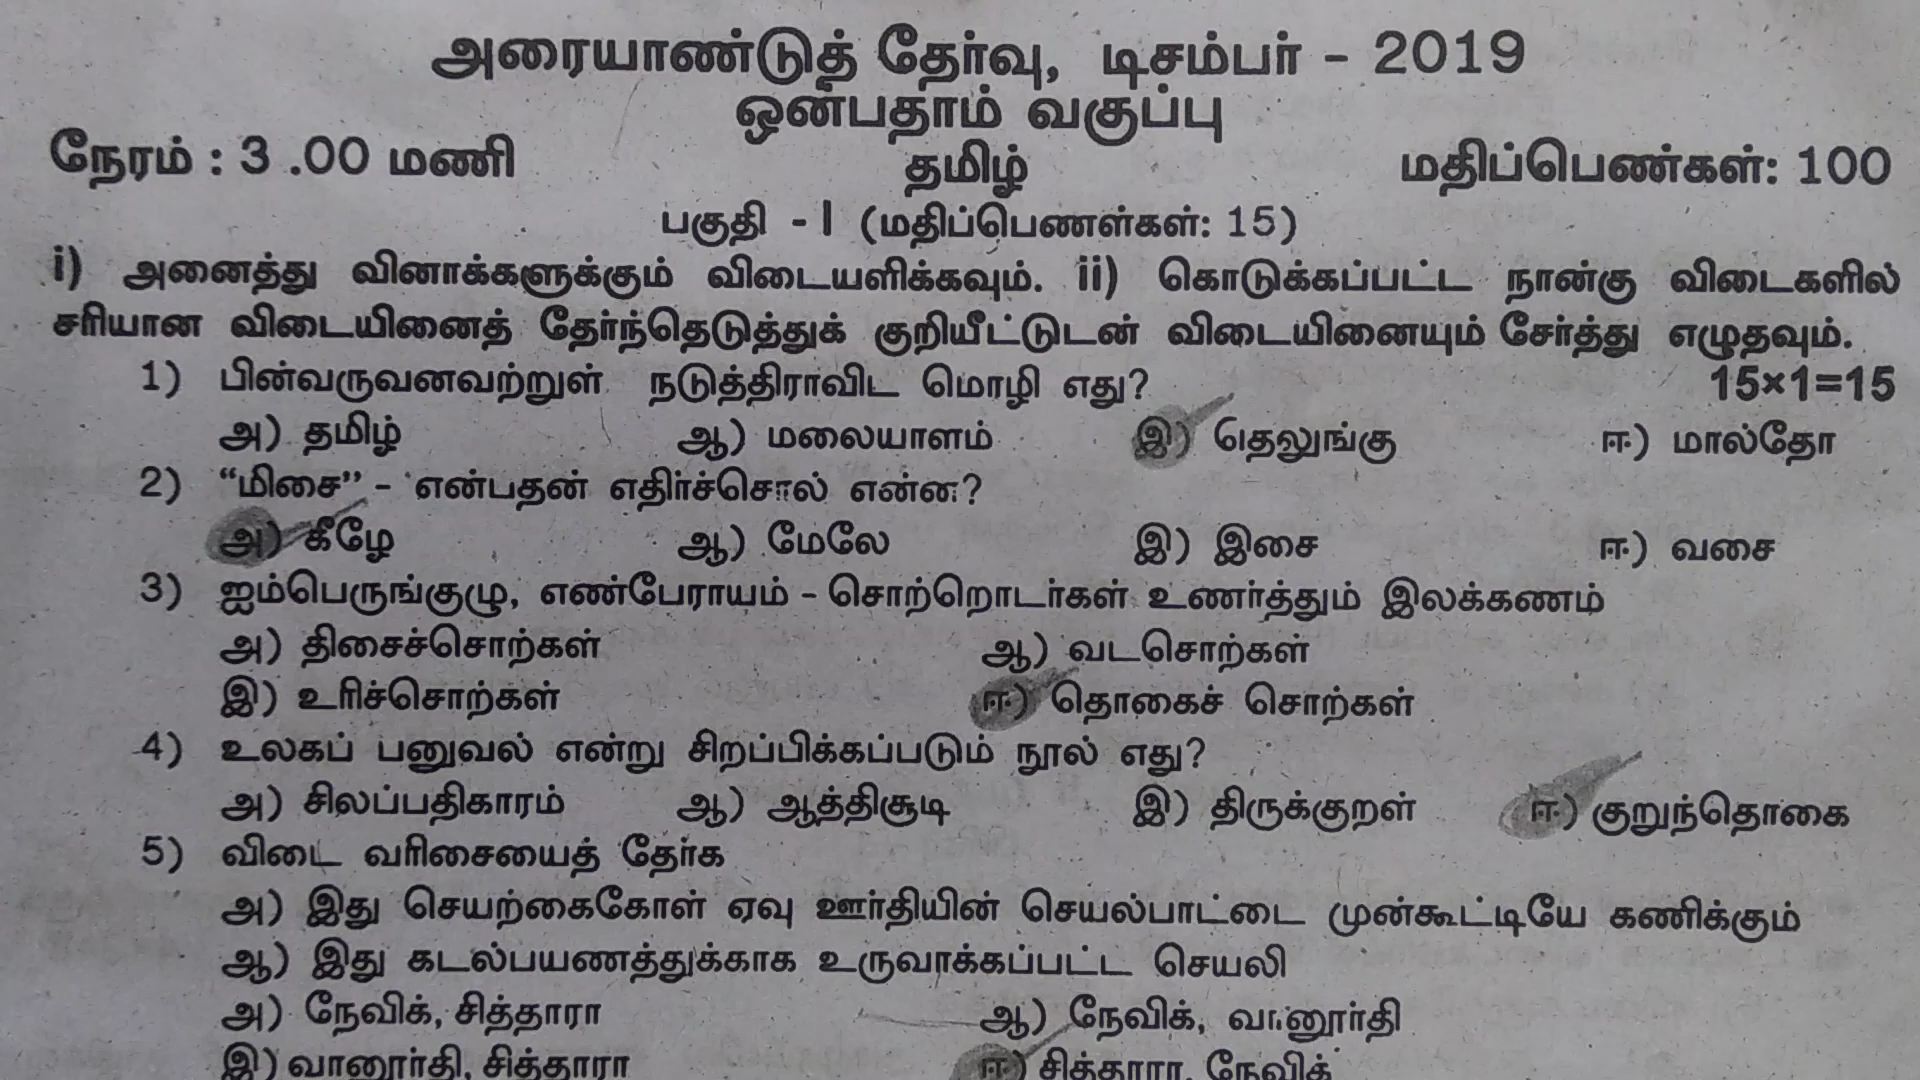 அரையாண்டுத் தேர்வு, டிசம்பர் - 2019
ஒன்பதாம் வகுப்பு
நேரம் : 3 .00 மணி தமிழ் மதிப்பெண்கள்: 100
பகுதி - I (மதிப்பெணள்கள்: 15)
i) அனைத்து வினாக்களுக்கும் விடையளிக்கவும். ii) கொடுக்கப்பட்ட நான்கு விடைகளில்
சரியான விடையினைத் தேர்ந்தெடுத்துக் குறியீட்டுடன் விடையினையும் சேர்த்து எழுதவும்.
1) பின்வருவனவற்றுள் நடுத்திராவிட மொழி எது? 15×1=15
அ) தமிழ் ஆ) மலையாளம் இ) தெலுங்கு ஈ) மால்தோ
2) “மிசை” - என்பதன் எதிர்ச்சொல் என்ன?
அ) கீழே ஆ) மேலே இ) இசை ஈ) வசை
3) ஐம்பெருங்குழு, எண்பேராயம் - சொற்றொடர்கள் உணர்த்தும் இலக்கணம்
அ) திசைச்சொற்கள் ஆ) வடசொற்கள்
இ) உரிச்சொற்கள் ஈ) தொகைச் சொற்கள்
4) உலகப் பனுவல் என்று சிறப்பிக்கப்படும் நூல் எது?
அ) சிலப்பதிகாரம் ஆ) ஆத்திசூடி இ) திருக்குறள் ஈ) குறுந்தொகை
5) விடை வரிசையைத் தேர்க
அ) இது செயற்கைகோள் ஏவு ஊர்தியின் செயல்பாட்டை முன்கூட்டியே கணிக்கும்
ஆ) இது கடல்பயணத்துக்காக உருவாக்கப்பட்ட செயலி
அ) நேவிக், சித்தாரா ஆ) நேவிக், வானூர்தி
இ) வானூர்தி, சித்தாரா ஈ) சித்தாரா, நேவிக்